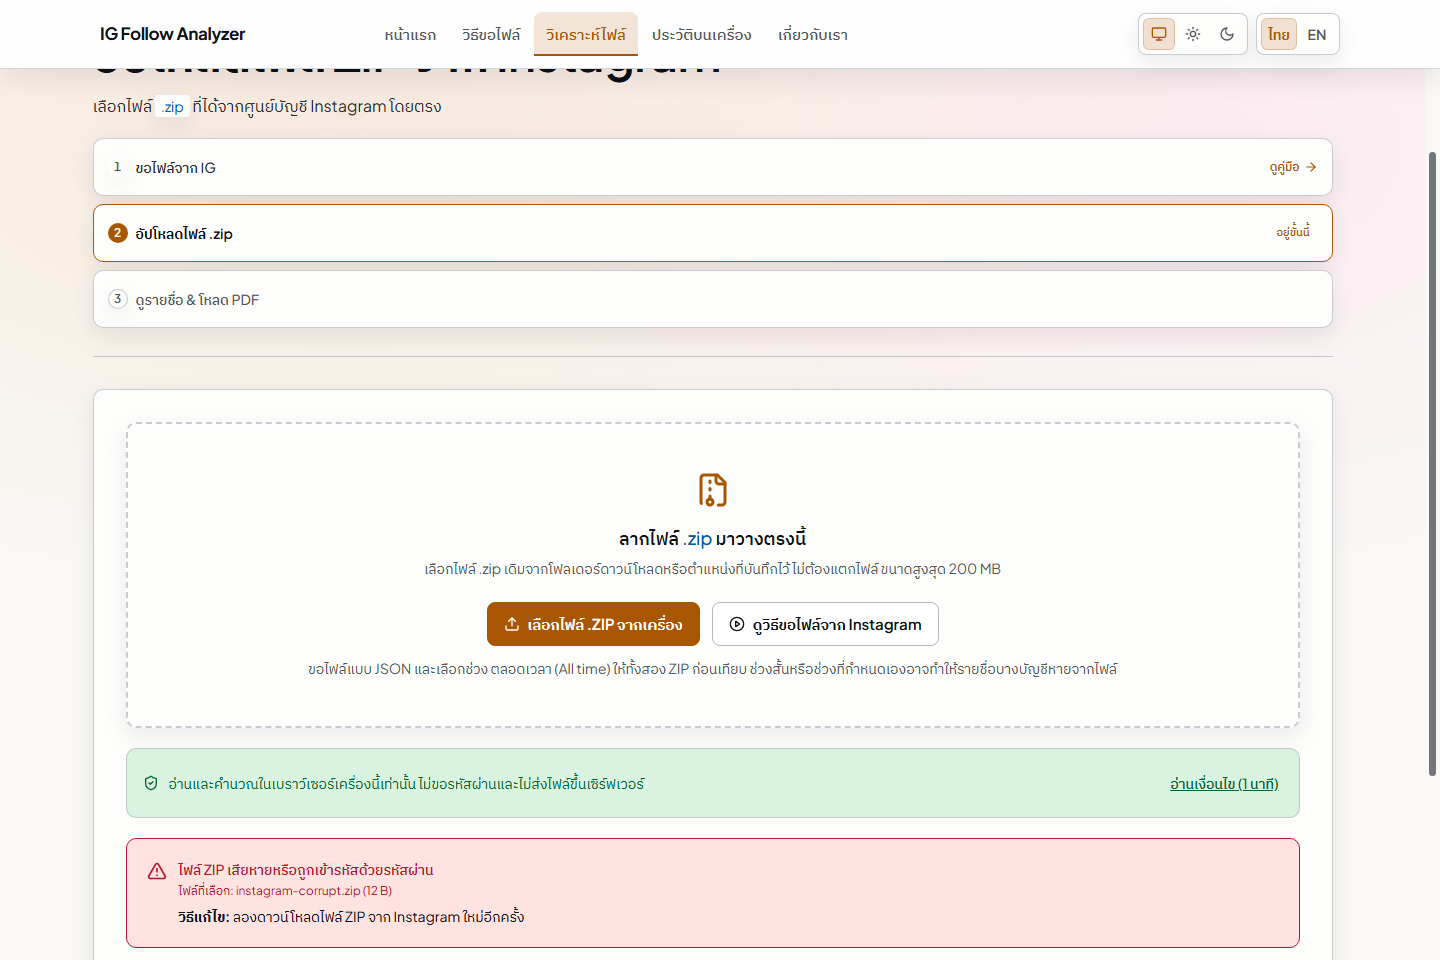 IG Follow Analyzer
หน้าแรก
วิธีขอไฟล์
วิเคราะห์ไฟล์
ประวัติบนเครื่อง
เกี่ยวกับเรา
ไทย
EN
เลือกไฟล์ .zip ที่ได้จากศูนย์บัญชี Instagram โดยตรง
1 ขอไฟล์จาก IG
ดูคู่มือ →
2 อัปโหลดไฟล์ .zip
อยู่ขั้นนี้
3 ดูรายชื่อ & โหลด PDF
ลากไฟล์ .zip มาวางตรงนี้
เลือกไฟล์ .zip เดิมจากโฟลเดอร์ดาวน์โหลดหรือตำแหน่งที่บันทึกไว้ ไม่ต้องแตกไฟล์ ขนาดสูงสุด 200 MB
เลือกไฟล์ .ZIP จากเครื่อง
ดูวิธีขอไฟล์จาก Instagram
ขอไฟล์แบบ JSON และเลือกช่วง ตลอดเวลา (All time) ให้ทั้งสอง ZIP ก่อนเทียบ ช่วงสั้นหรือช่วงที่กำหนดเองอาจทำให้รายชื่อบางบัญชีหายจากไฟล์
อ่านและคำนวณในเบราว์เซอร์เครื่องนี้เท่านั้น ไม่ขอรหัสผ่านและไม่ส่งไฟล์ขึ้นเซิร์ฟเวอร์
อ่านเงื่อนไข (1 นาที)
ไฟล์ ZIP เสียหายหรือถูกเข้ารหัสด้วยรหัสผ่าน
ไฟล์ที่เลือก: instagram-corrupt.zip (12 B)
วิธีแก้ไข: ลองดาวน์โหลดไฟล์ ZIP จาก Instagram ใหม่อีกครั้ง